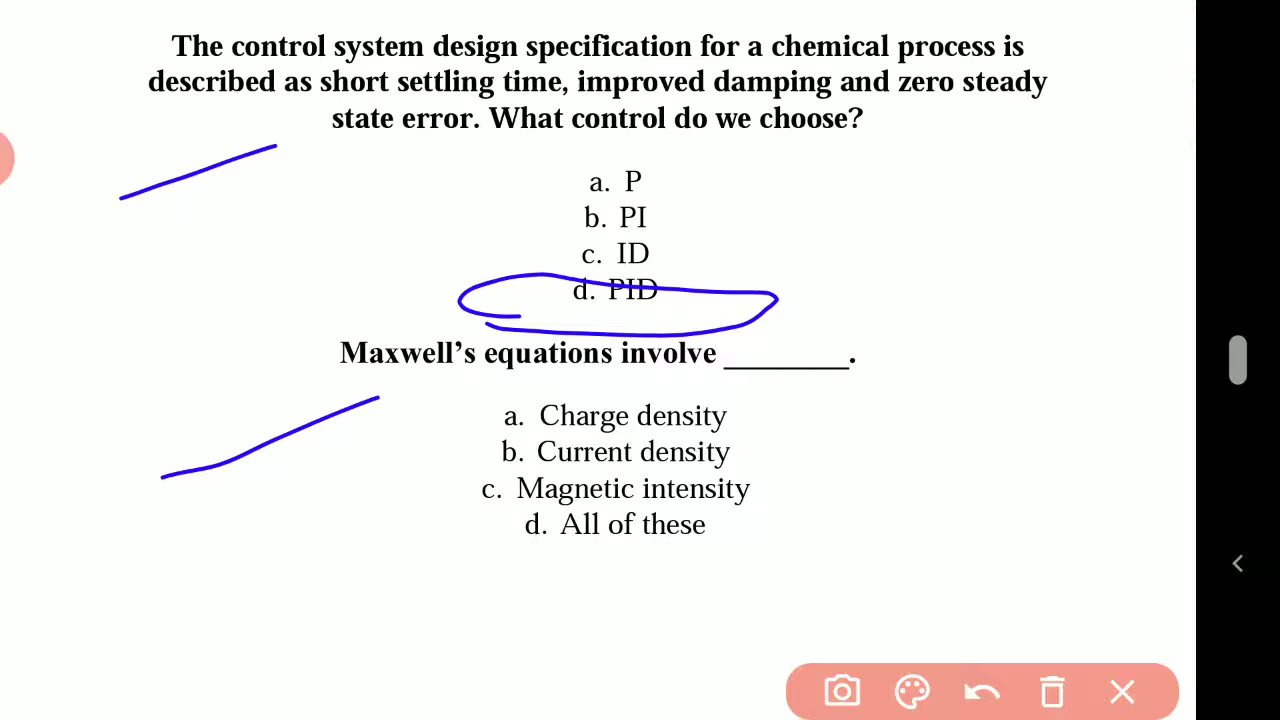 The control system design specification for a chemical process is
described as short settling time, improved damping and zero steady
state error. What control do we choose?
a. P
b. PI
c. ID
d. PID
Maxwell's equations involve ________.
a. Charge density
b. Current density
c. Magnetic intensity
d. All of these